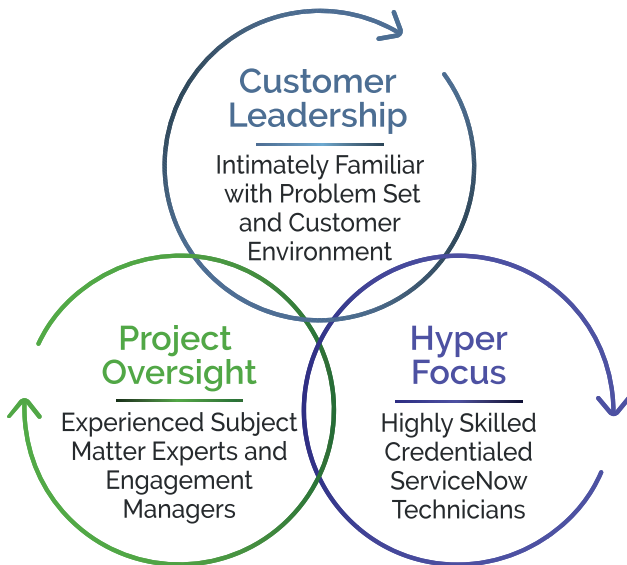 Customer
Leadership
Intimately Familiar
with Problem Set
and Customer
Environment
Project
Oversight
Experienced Subject
Matter Experts and
Engagement
Managers
Hyper
Focus
Highly Skilled
Credentialed
ServiceNow
Technicians